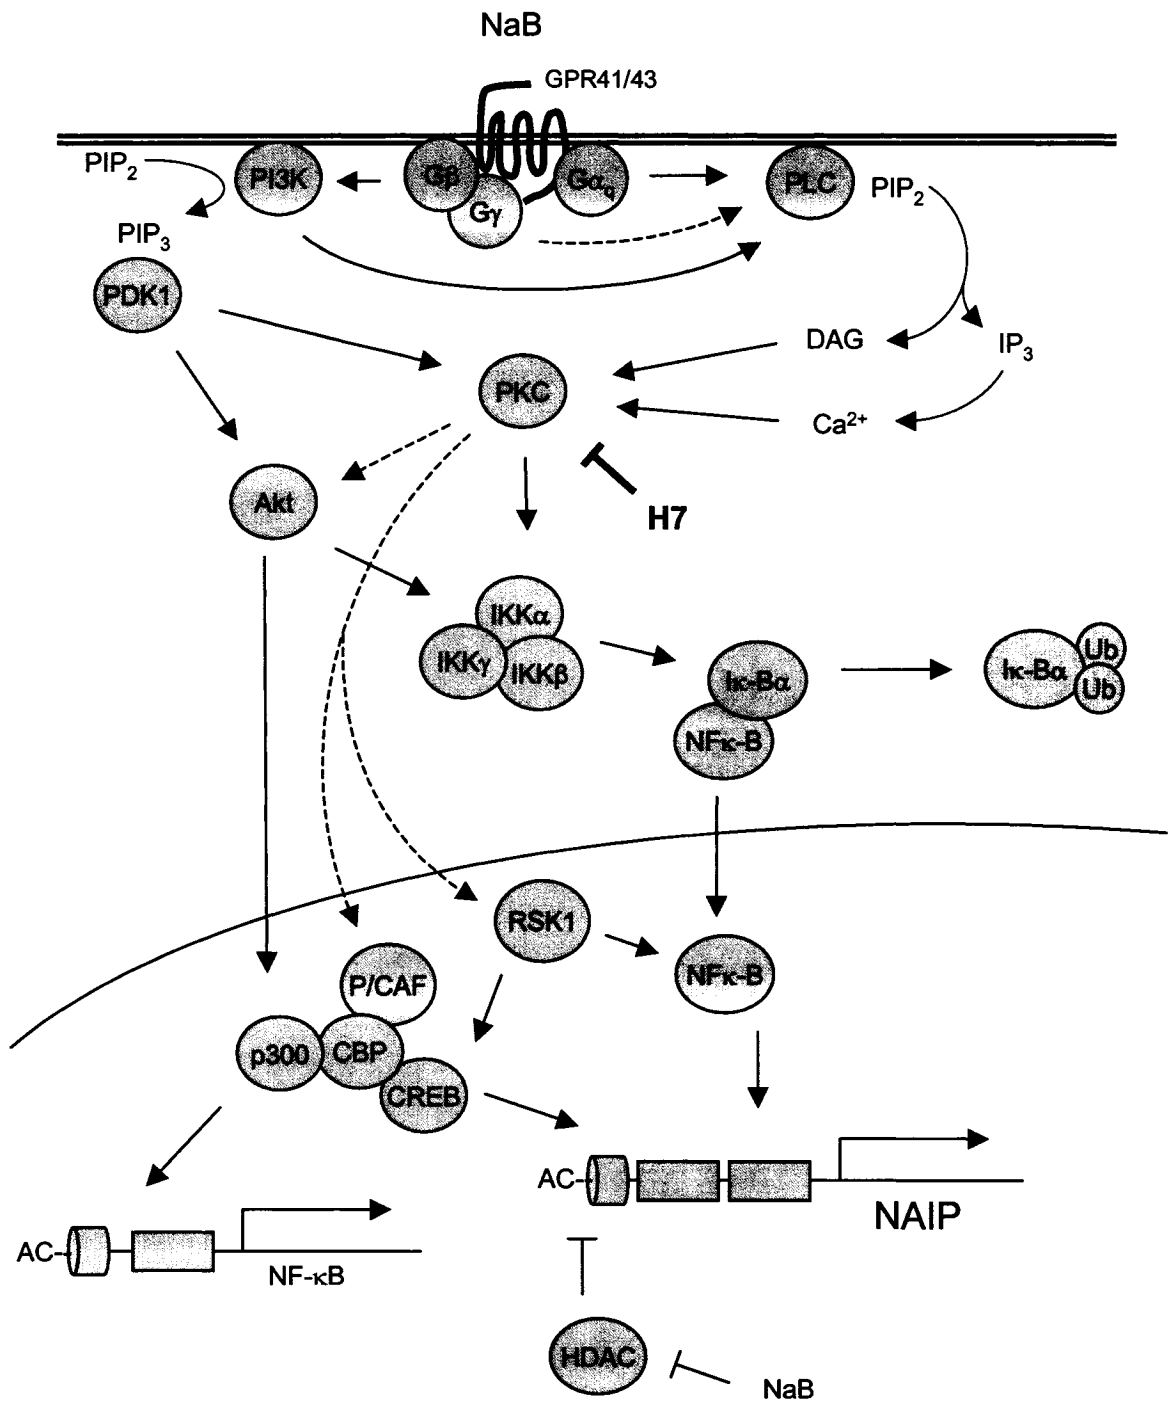 NaB
GPR41/43
PIP2
PI3K
Gβ
Gγ
Gαq
PLC
PIP2
PIP3
PDK1
DAG
IP3
PKC
Ca2+
Akt
H7
IKKα
IKKγ
IKKβ
Iκ-Bα
NFκ-B
Iκ-Bα
Ub
Ub
RSK1
NFκ-B
P/CAF
p300
CBP
CREB
AC-
NAIP
AC-
NF-κB
HDAC
NaB